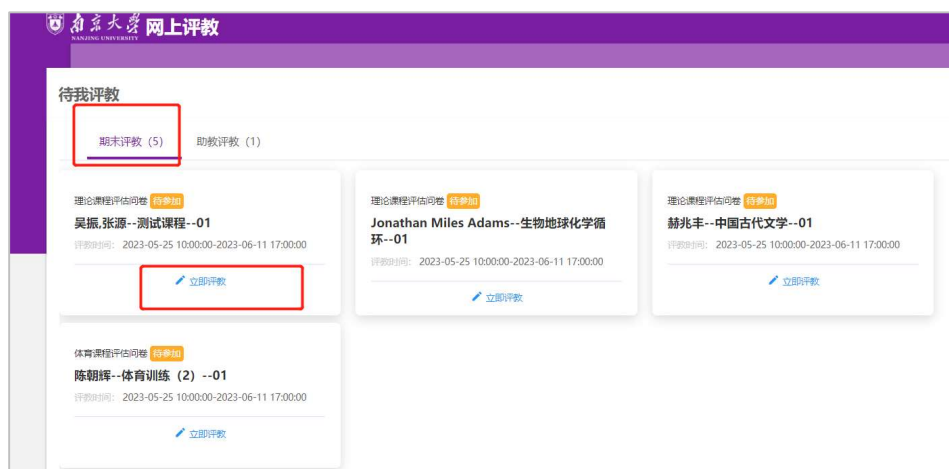 南京大学 网上评教
NANJING UNIVERSITY
待我评教
期末评教（5） 助教评教（1）
理论课程评估问卷 待参加
吴振,张源--测试课程--01
评教时间： 2023-05-25 10:00:00-2023-06-11 17:00:00
立即评教
理论课程评估问卷 待参加
Jonathan Miles Adams--生物地球化学循
环--01
评教时间： 2023-05-25 10:00:00-2023-06-11 17:00:00
立即评教
理论课程评估问卷 待参加
赫兆丰--中国古代文学--01
评教时间： 2023-05-25 10:00:00-2023-06-11 17:00:00
立即评教
体育课程评估问卷 待参加
陈朝辉--体育训练（2）--01
评教时间： 2023-05-25 10:00:00-2023-06-11 17:00:00
立即评教